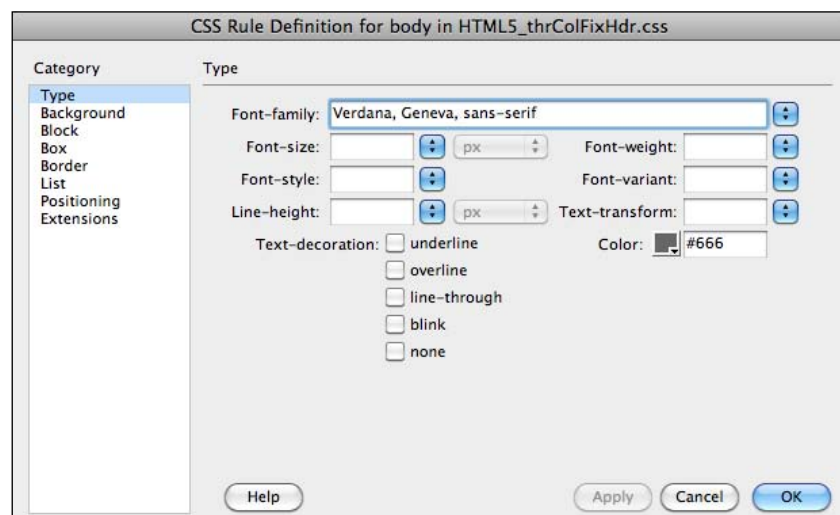 CSS Rule Definition for body in HTML5_thrColFixHdr.css
Category
Type
Type
Background
Block
Box
Border
List
Positioning
Extensions
Font-family: Verdana, Geneva, sans-serif
Font-size: px Font-weight:
Font-style: Font-variant:
Line-height: px Text-transform:
Text-decoration: underline Color: #666
overline
line-through
blink
none
Help Apply Cancel OK